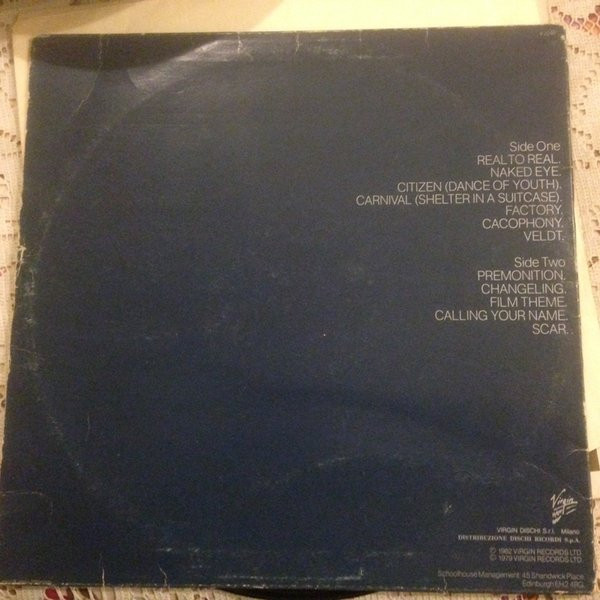 Side One
REAL TO REAL.
NAKED EYE.
CITIZEN (DANCE OF YOUTH).
CARNIVAL (SHELTER IN A SUITCASE).
FACTORY.
CACOPHONY.
VELDT.
Side Two
PREMONITION.
CHANGELING.
FILM THEME.
CALLING YOUR NAME.
SCAR.
Virgin
VIRGIN DISCHI S.r.l. Milano
DISTRIBUZIONE DISCHI RICORDI S.p.A.
© 1982 VIRGIN RECORDS LTD.
℗ 1979 VIRGIN RECORDS LTD.
Schoolhouse Management, 45 Shandwick Place
Edinburgh EH2 4RG.